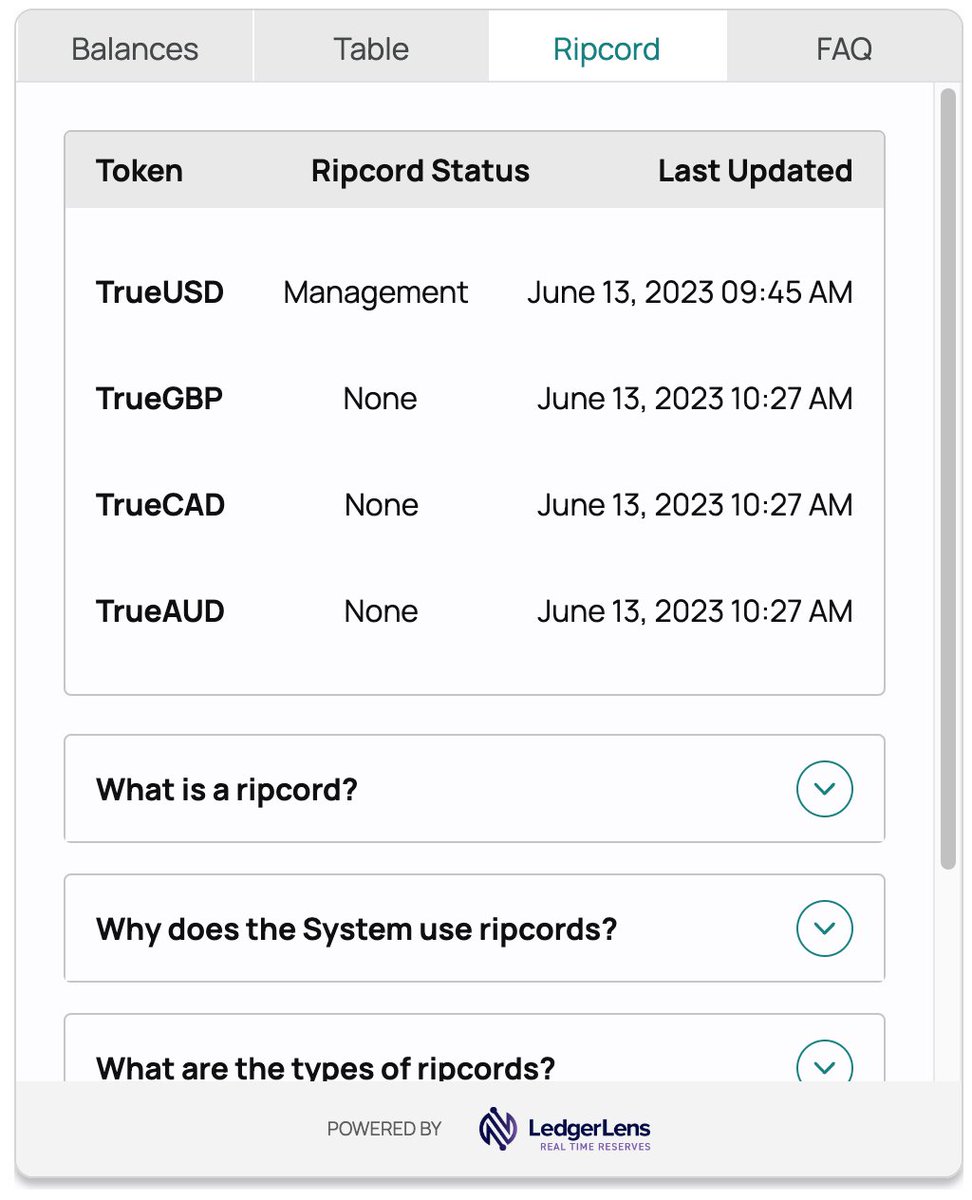 Balances Table Ripcord FAQ
Token Ripcord Status Last Updated
TrueUSD Management June 13, 2023 09:45 AM
TrueGBP None June 13, 2023 10:27 AM
TrueCAD None June 13, 2023 10:27 AM
TrueAUD None June 13, 2023 10:27 AM
What is a ripcord?
Why does the System use ripcords?
What are the types of ripcords?
POWERED BY LedgerLens
REAL TIME RESERVES